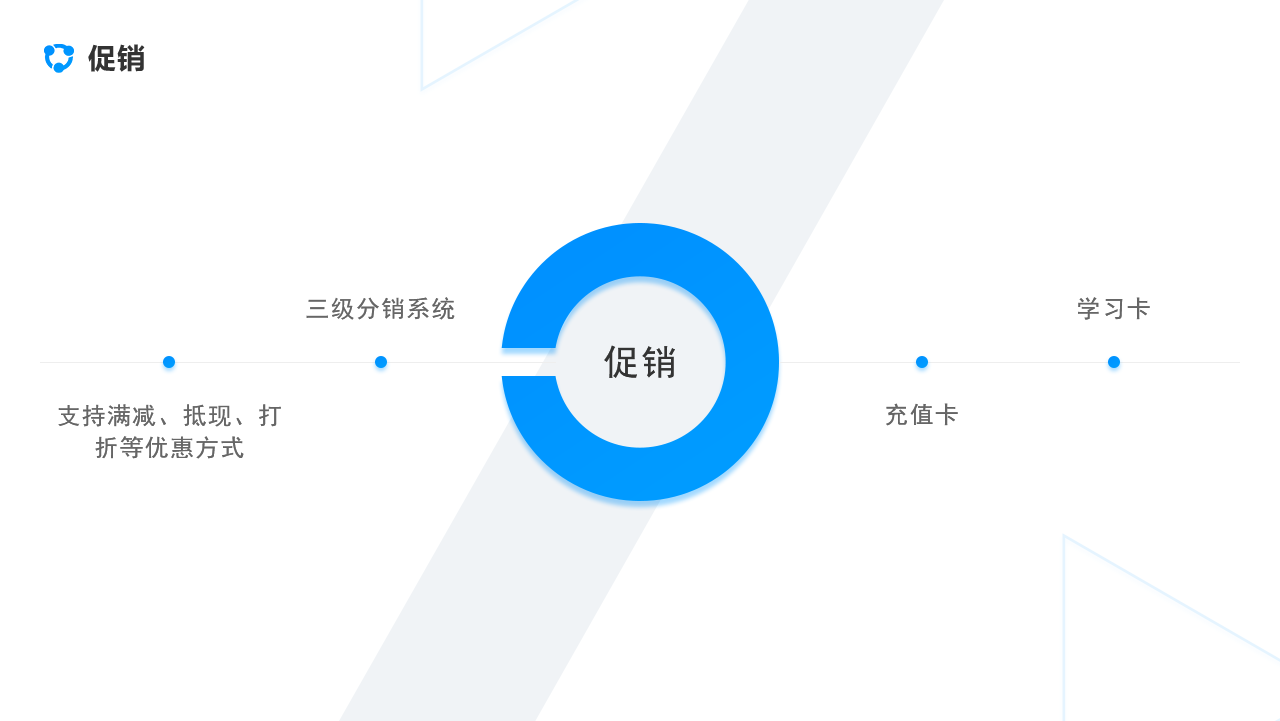 促销
三级分销系统
学习卡
促销
支持满减、抵现、打
折等优惠方式
充值卡